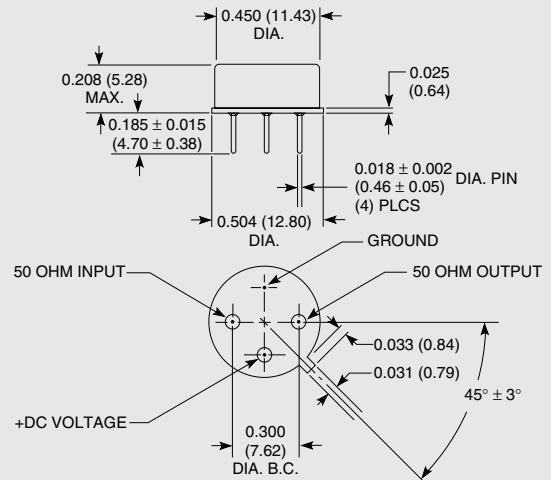 0.450 (11.43)
DIA.
0.208 (5.28)
MAX.
0.025
(0.64)
0.185 ± 0.015
(4.70 ± 0.38)
0.018 ± 0.002
(0.46 ± 0.05)
DIA. PIN
(4) PLCS
0.504 (12.80)
DIA.
GROUND
50 OHM INPUT
50 OHM OUTPUT
0.033 (0.84)
0.031 (0.79)
45° ± 3°
+DC VOLTAGE
0.300
(7.62)
DIA. B.C.